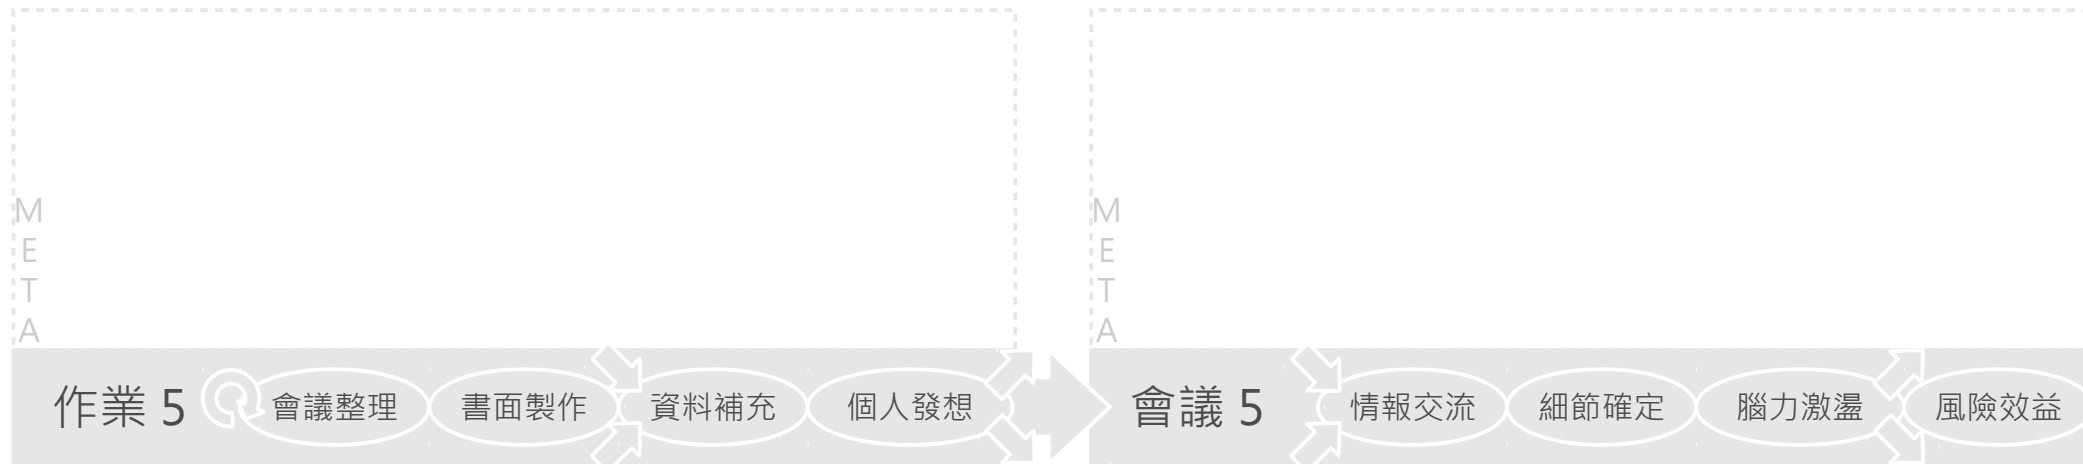 META
META
作業 5
會議整理
書面製作
資料補充
個人發想
會議 5
情報交流
細節確定
腦力激盪
風險效益